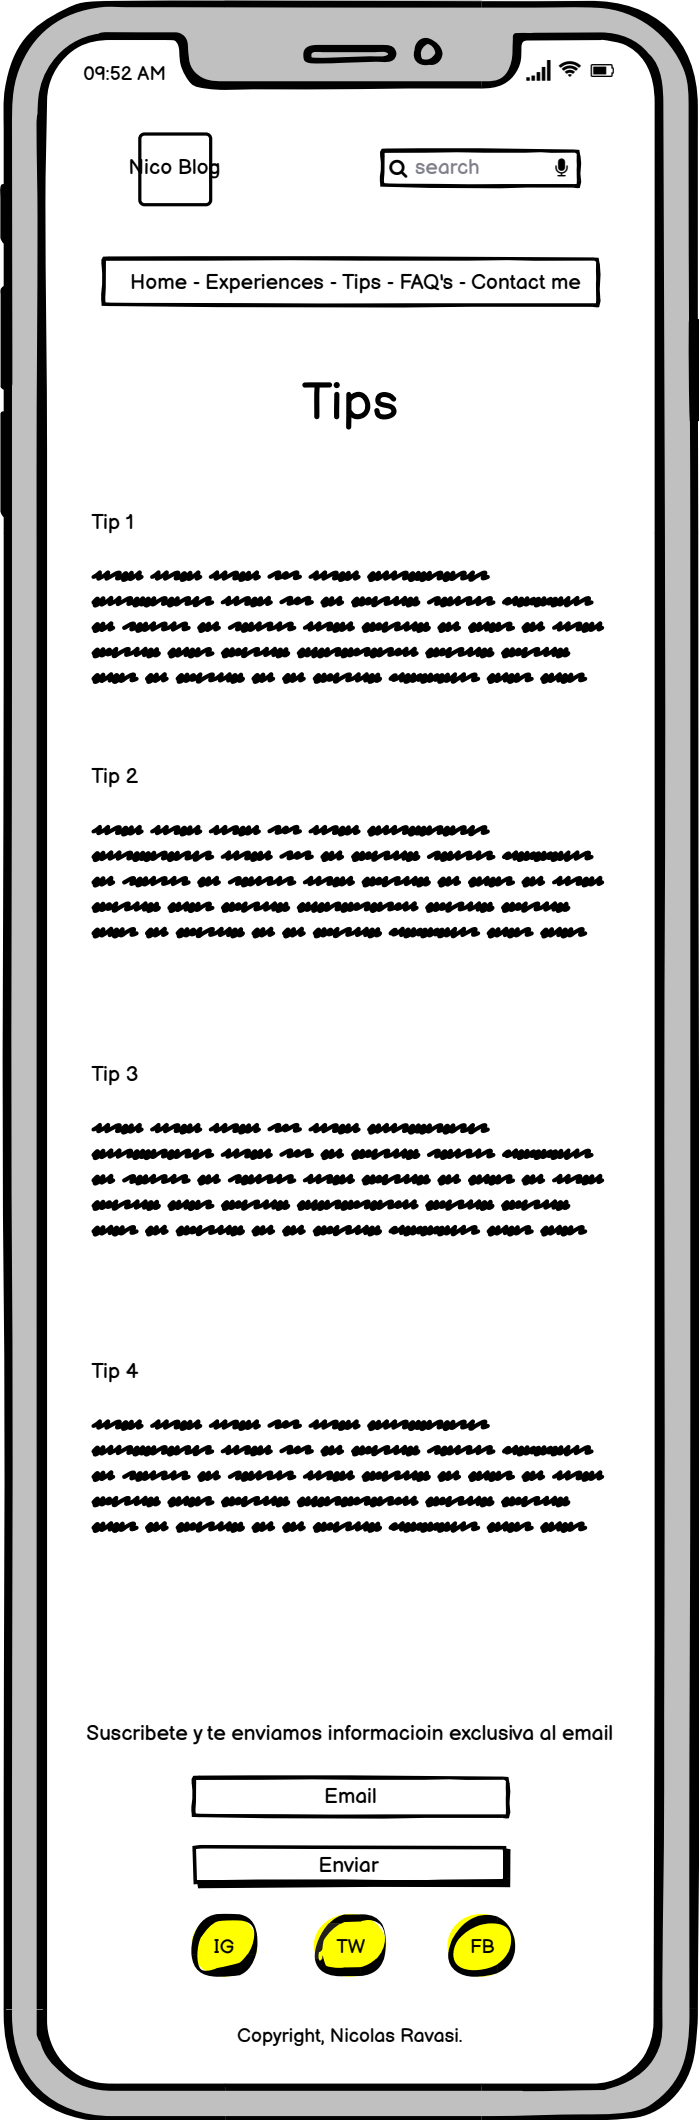 09:52 AM
Nico Blog
search
Home - Experiences - Tips - FAQ's - Contact me
Tips
Tip 1
Tip 2
Tip 3
Tip 4
Suscribete y te enviamos informacioin exclusiva al email
Email
Enviar
IG
TW
FB
Copyright, Nicolas Ravasi.